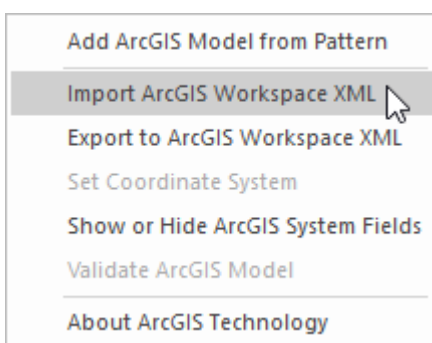 Add ArcGIS Model from Pattern
Import ArcGIS Workspace XML
Export to ArcGIS Workspace XML
Set Coordinate System
Show or Hide ArcGIS System Fields
Validate ArcGIS Model
About ArcGIS Technology